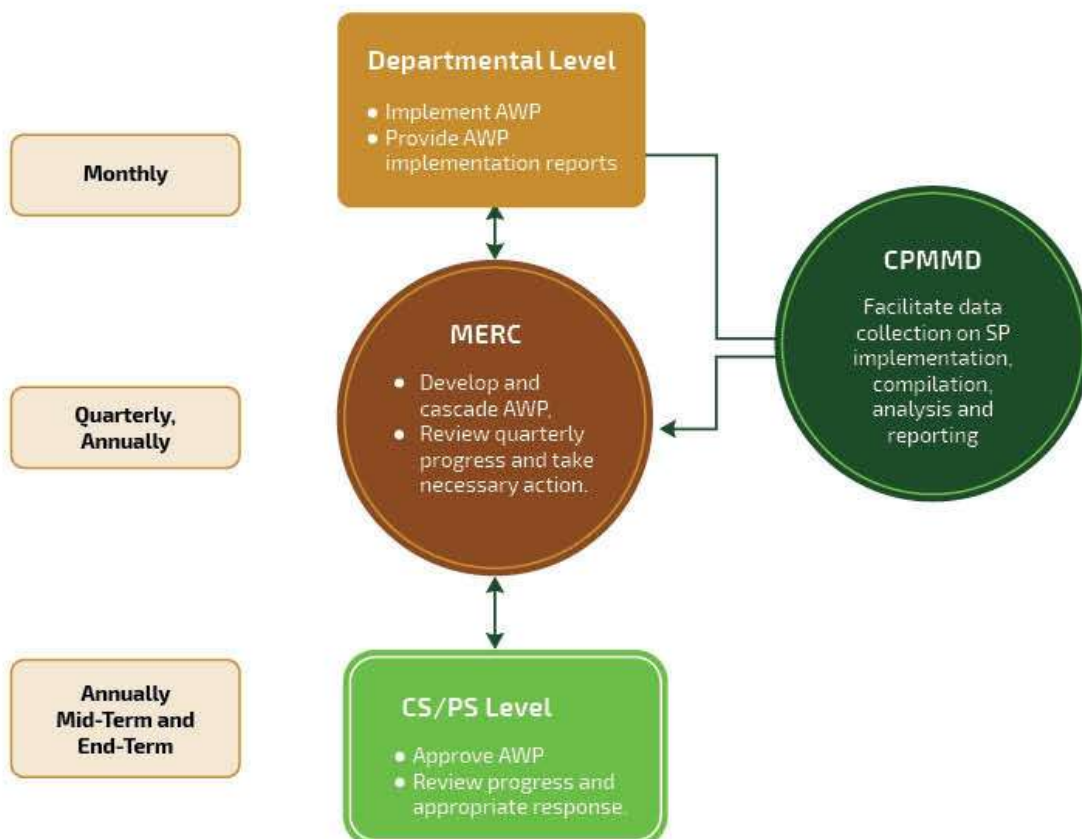 Departmental Level
● Implement AWP
● Provide AWP
implementation reports
Monthly
CPMMD
Facilitate data
collection on SP
implementation,
compilation,
analysis and
reporting
MERC
● Develop and
cascade AWP,
● Review quarterly
progress and take
necessary action.
Quarterly,
Annually
Annually
Mid-Term and
End-Term
CS/PS Level
● Approve AWP
● Review progress and
appropriate response.